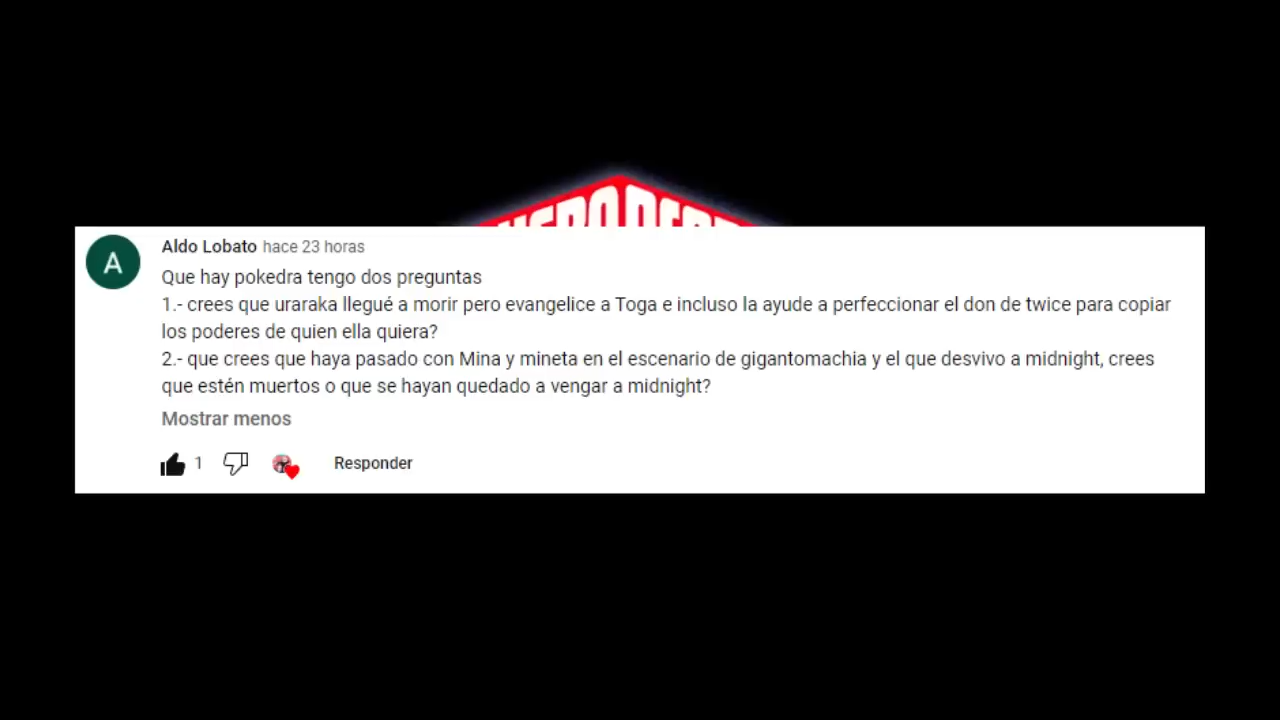 Aldo Lobato hace 23 horas
Que hay pokedra tengo dos preguntas
1.- crees que uraraka llegué a morir pero evangelice a Toga e incluso la ayude a perfeccionar el don de twice para copiar
los poderes de quien ella quiera?
2.- que crees que haya pasado con Mina y mineta en el escenario de gigantomachia y el que desvivo a midnight, crees
que estén muertos o que se hayan quedado a vengar a midnight?
Mostrar menos
1 Responder